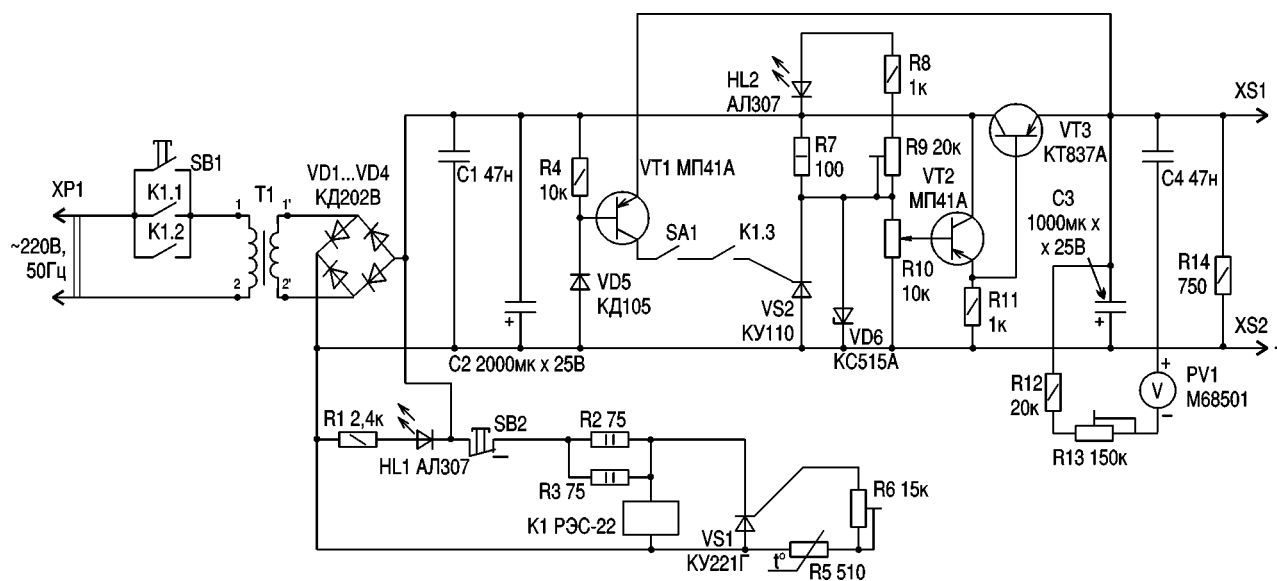 XP1
~220В,
50Гц
SB1
K1.1
K1.2
1
T1
1'
2
2'
VD1...VD4
КД202В
C1 47н
C2 2000мк x 25В
+
R4
10к
VD5
КД105
VT1 МП41А
SA1
K1.3
HL2
АЛ307
R7
100
VS2
КУ110
VD6
КС515А
R8
1к
R9 20к
R10
10к
VT2
МП41А
R11
1к
VT3
КТ837А
C3
1000мк x
x 25В
+
C4 47н
R14
750
XS1
XS2
-
R12
20к
R13 150к
+
V
–
PV1
M68501
R1 2,4к
HL1 АЛ307
SB2
R2 75
R3 75
K1 РЭС-22
VS1
КУ221Г
t°
R5 510
R6 15к